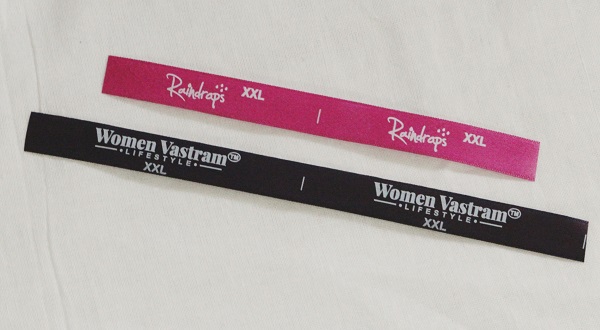 Raindrops XXL
Raindrops XXL
Women Vastram™
•LIFESTYLE•
XXL
Women Vastram™
•LIFESTYLE•
XXL